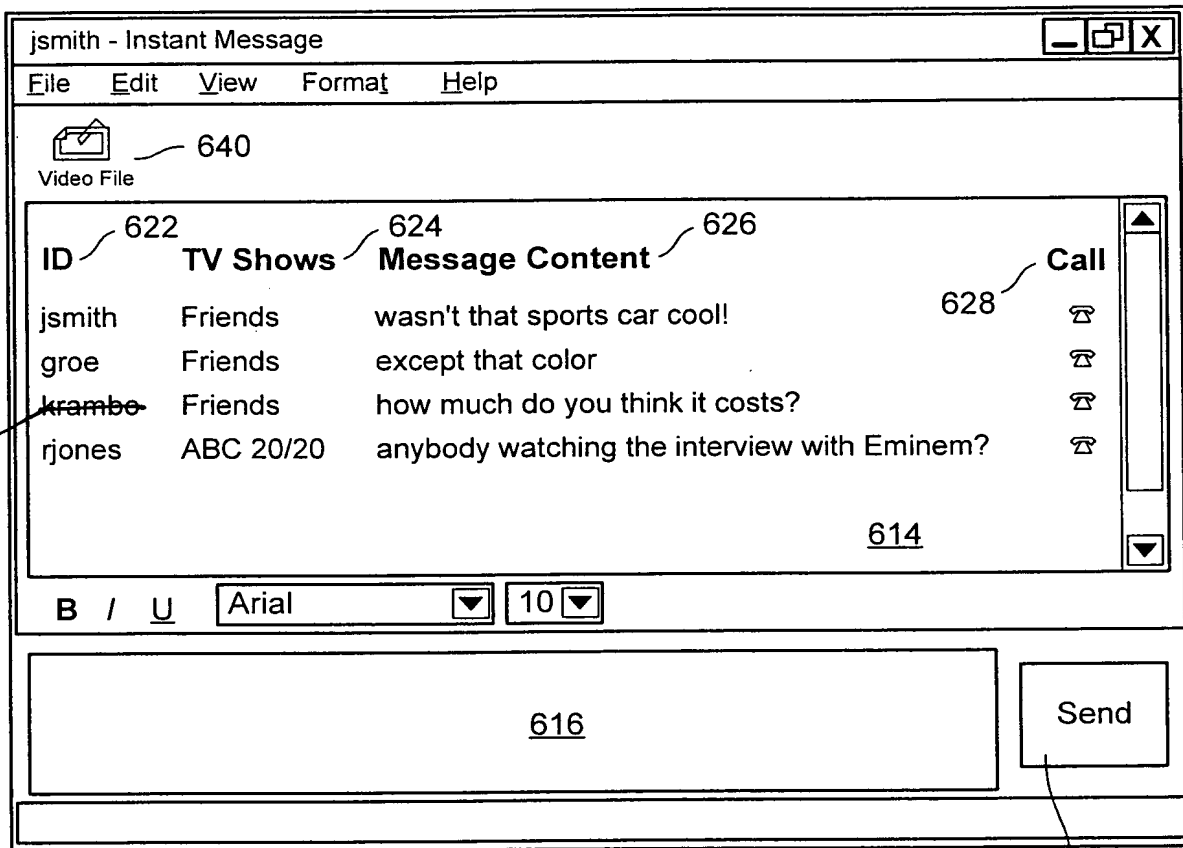 jsmith - Instant Message X
File Edit View Format Help
640
Video File
622 624 626
ID TV Shows Message Content Call
628
jsmith Friends wasn't that sports car cool!
groe Friends except that color
krambo Friends how much do you think it costs?
rjones ABC 20/20 anybody watching the interview with Eminem?
614
B I U Arial 10
616 Send